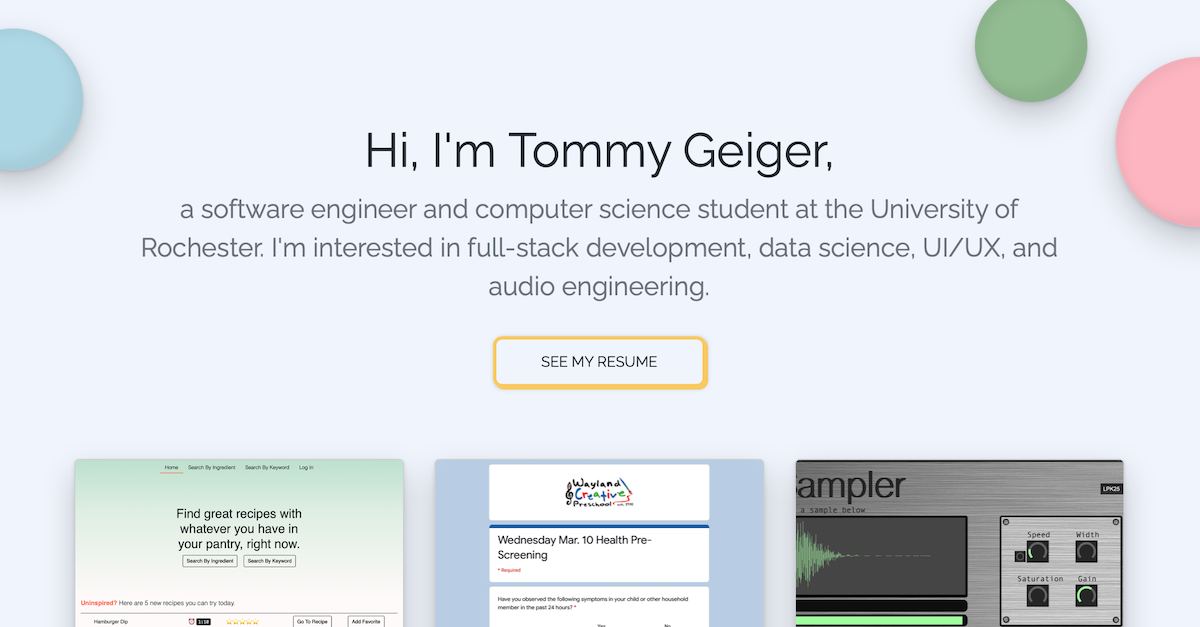 Hi, I'm Tommy Geiger,
a software engineer and computer science student at the University of
Rochester. I'm interested in full-stack development, data science, UI/UX, and
audio engineering.
SEE MY RESUME
Home Search By Ingredient Search By Keyword Log In
Find great recipes with
whatever you have in
your pantry, right now.
Search By Ingredient Search By Keyword
Uninspired? Here are 5 new recipes you can try today.
Hamburger Dip 1:10 Go To Recipe Add Favorite
Wayland
Creative
Preschool est. 1970
Wednesday Mar. 10 Health Pre-
Screening
* Required
Have you observed the following symptoms in your child or other household
member in the past 24 hours? *
Yes No
ampler
a sample below
LPK25
Speed Width
Saturation Gain